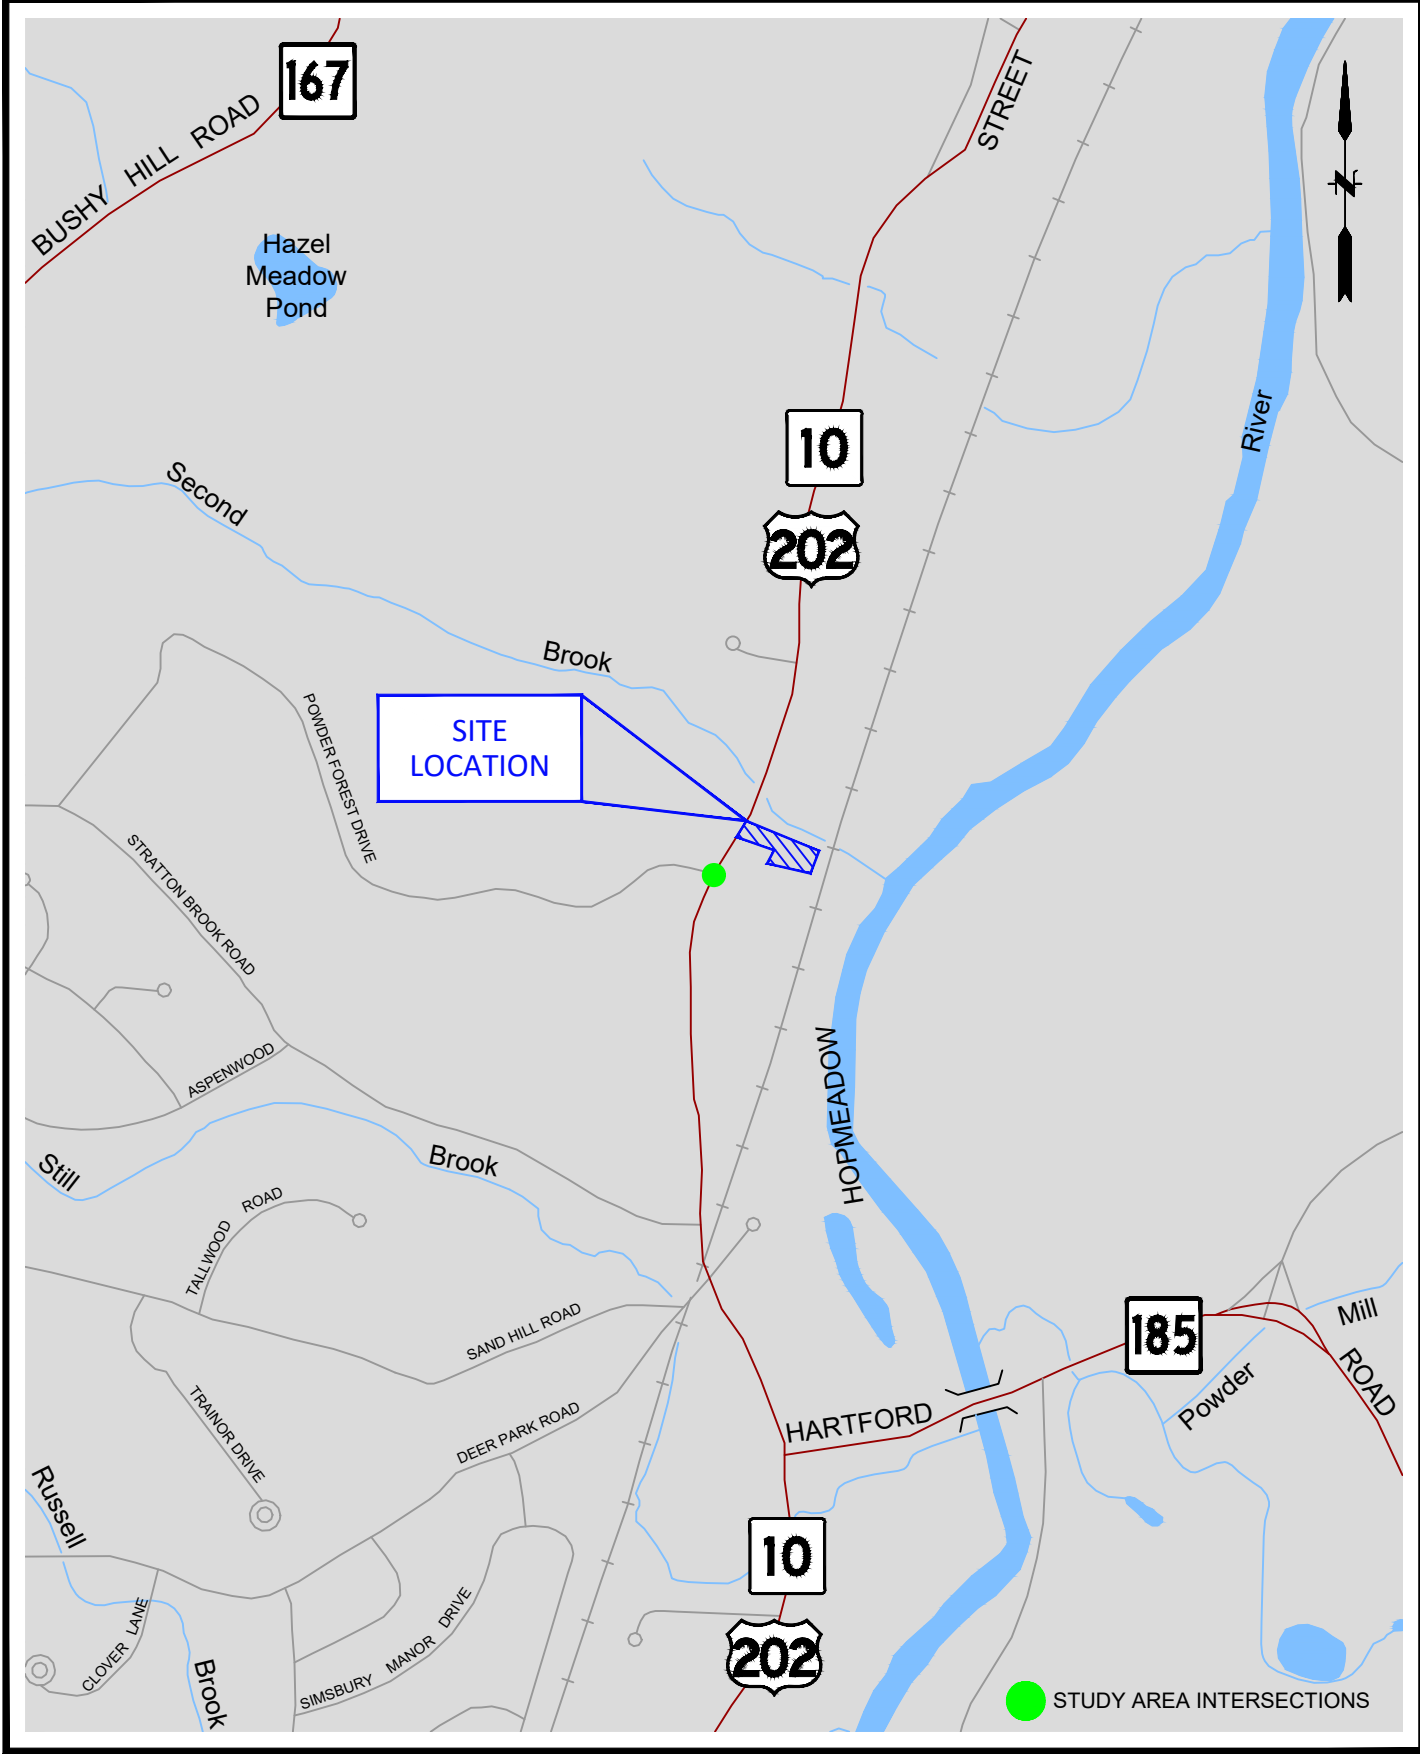 167
BUSHY HILL ROAD
STREET
Hazel
Meadow
Pond
River
10
202
Second
Brook
SITE
LOCATION
POWDER FOREST DRIVE
STRATTON BROOK ROAD
ASPENWOOD
HOPMEADOW
Still
Brook
TALLWOOD ROAD
SAND HILL ROAD
185
Mill
Powder
ROAD
HARTFORD
TRAINOR DRIVE
DEER PARK ROAD
Russell
Brook
10
202
CLOVER LANE
SIMSBURY MANOR DRIVE
STUDY AREA INTERSECTIONS
N